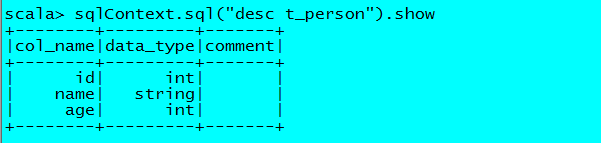 scala> sqlContext.sql("desc t_person").show
+--------+---------+-------+
|col_name|data_type|comment|
+--------+---------+-------+
|      id|      int|       |
|    name|   string|       |
|     age|      int|       |
+--------+---------+-------+